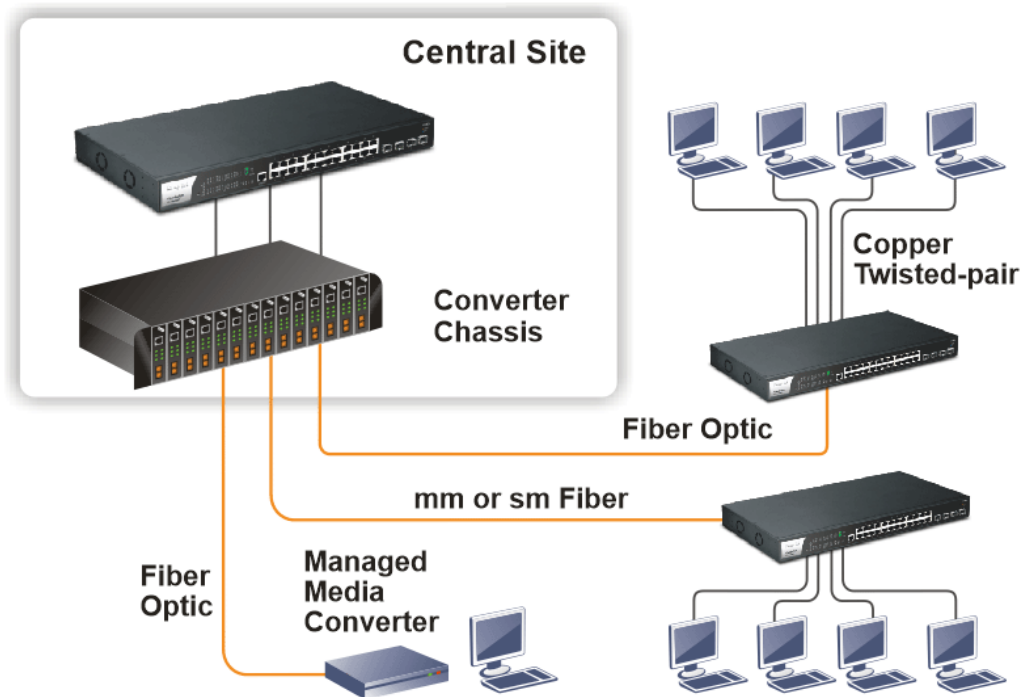 Central Site
Converter
Chassis
Copper
Twisted-pair
Fiber Optic
mm or sm Fiber
Fiber
Optic
Managed
Media
Converter